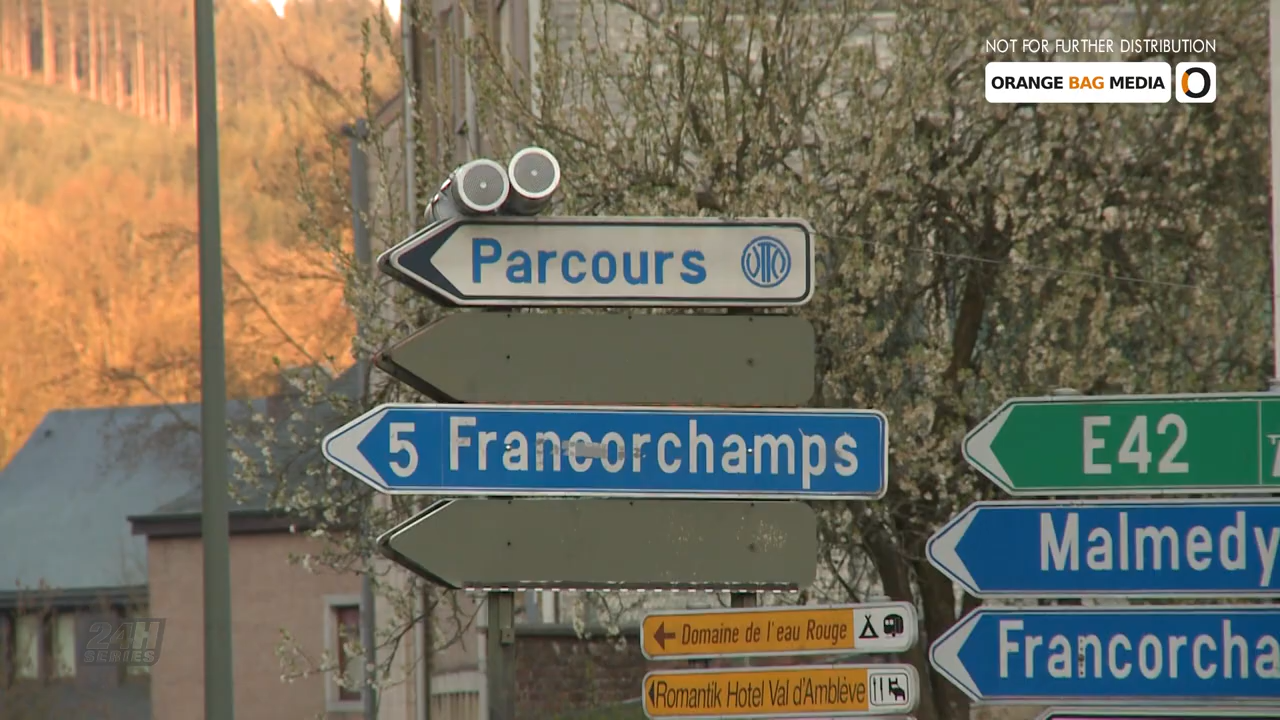 NOT FOR FURTHER DISTRIBUTION
ORANGE BAG MEDIA
Parcours
5 Francorchamps
E42
Malmedy
Francorcha
Domaine de l'eau Rouge
Romantik Hotel Val d'Amblève
24H
SERIES